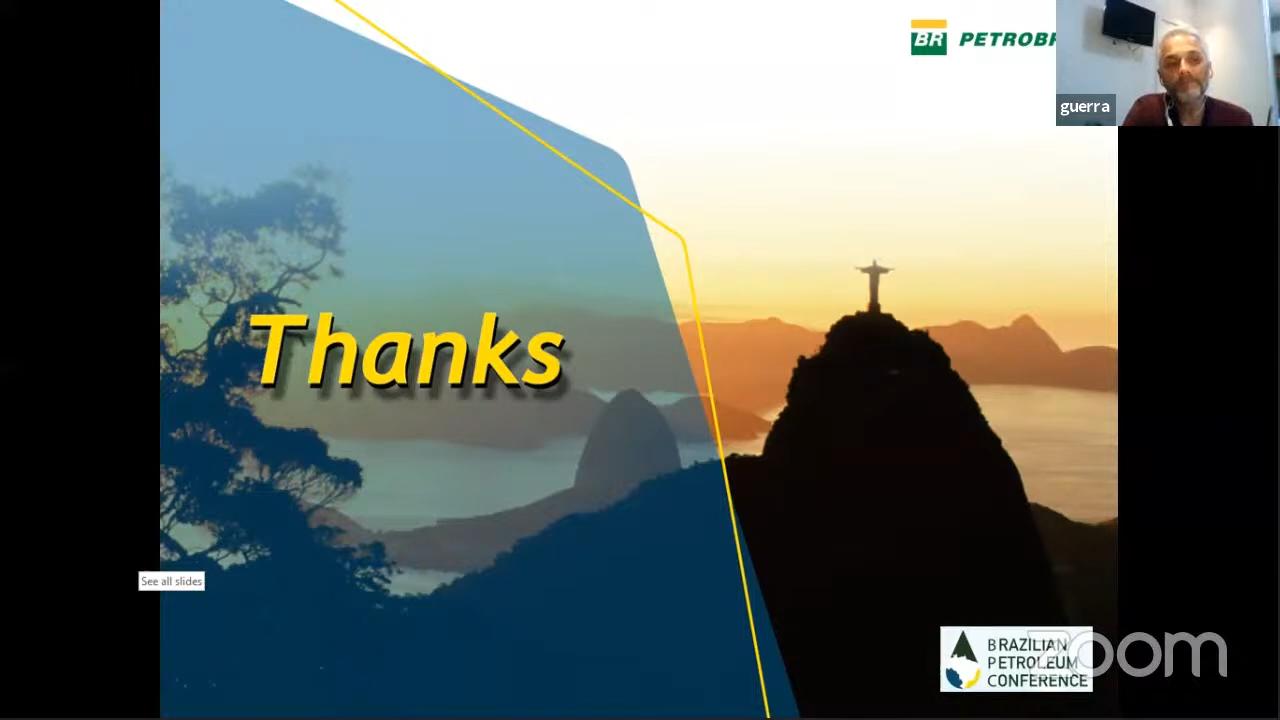 BR PETROBR
guerra
Thanks
See all slides
BRAZILIAN
PETROLEUM
CONFERENCE
zoom